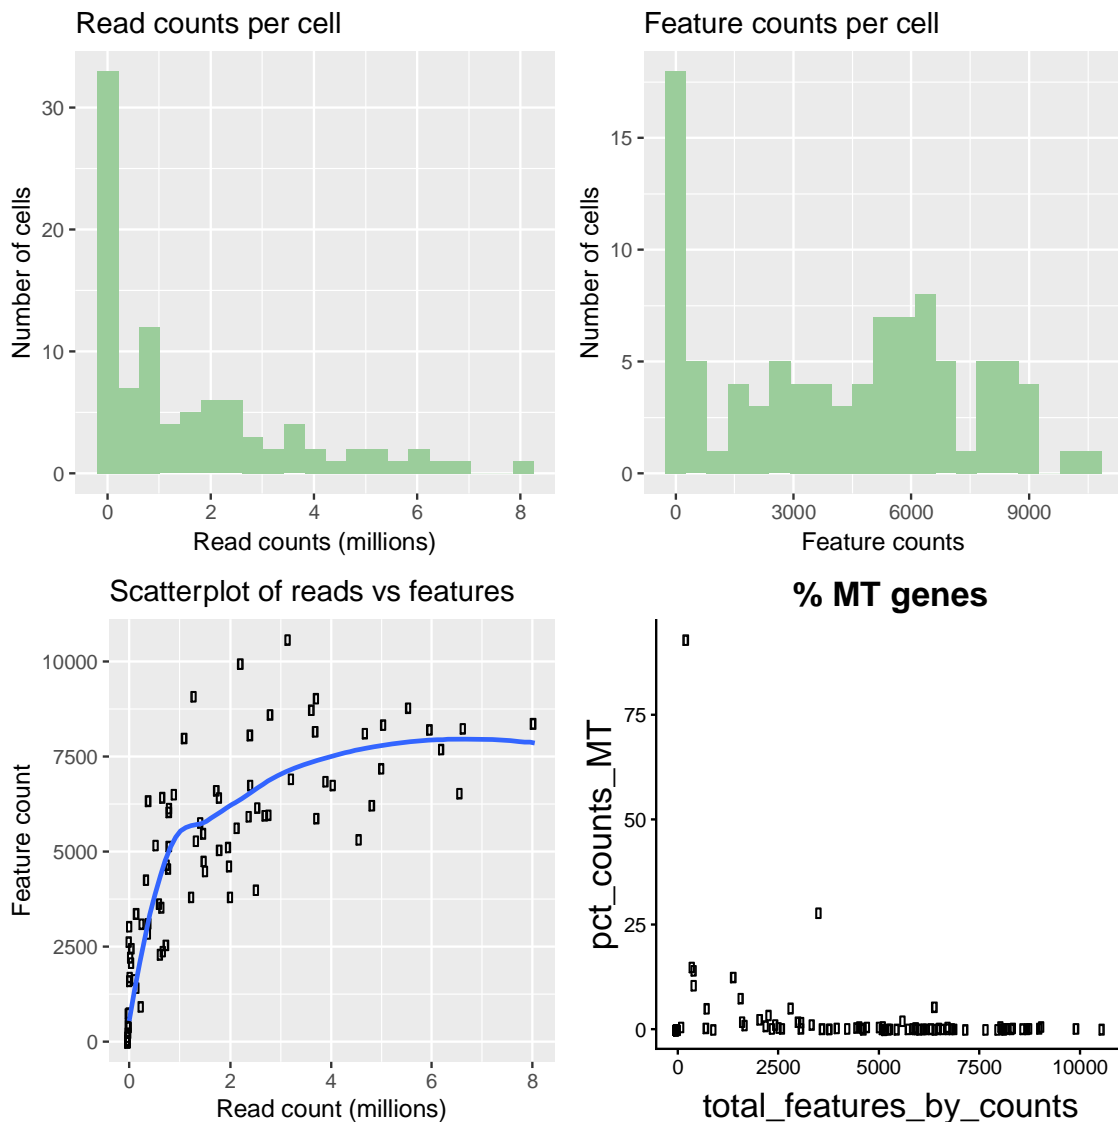 Read counts per cell
Number of cells
30
20
10
0
0 2 4 6 8
Read counts (millions)
Feature counts per cell
Number of cells
15
10
5
0
0 3000 6000 9000
Feature counts
Scatterplot of reads vs features
Feature count
10000
7500
5000
2500
0
0 2 4 6 8
Read count (millions)
% MT genes
pct_counts_MT
75
50
25
0
0 2500 5000 7500 10000
total_features_by_counts